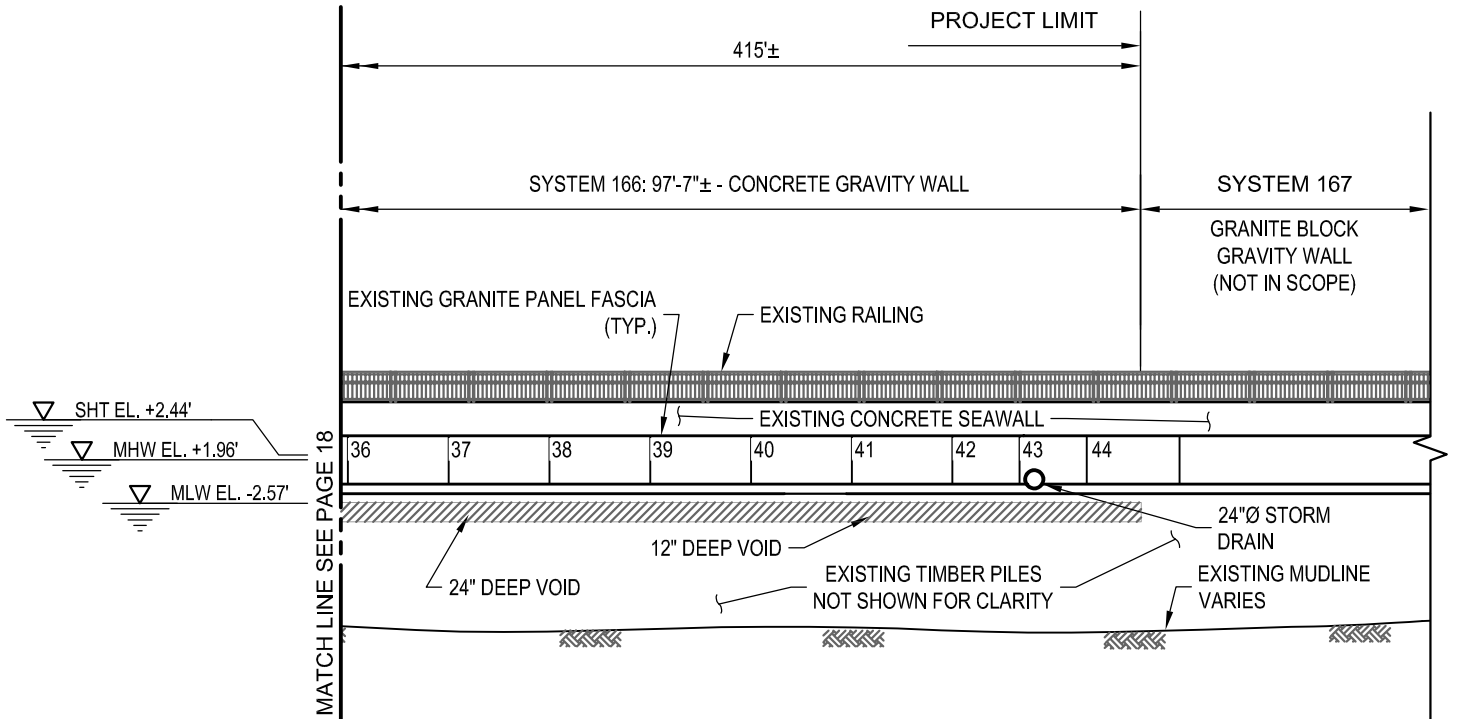 PROJECT LIMIT
415'±
SYSTEM 166: 97'-7"± - CONCRETE GRAVITY WALL
SYSTEM 167
GRANITE BLOCK
GRAVITY WALL
(NOT IN SCOPE)
EXISTING GRANITE PANEL FASCIA
(TYP.)
EXISTING RAILING
SHT EL. +2.44'
MHW EL. +1.96'
MLW EL. -2.57'
EXISTING CONCRETE SEAWALL
36 37 38 39 40 41 42 43 44
24"Ø STORM
DRAIN
12" DEEP VOID
24" DEEP VOID
EXISTING TIMBER PILES
NOT SHOWN FOR CLARITY
EXISTING MUDLINE
VARIES
MATCH LINE SEE PAGE 18